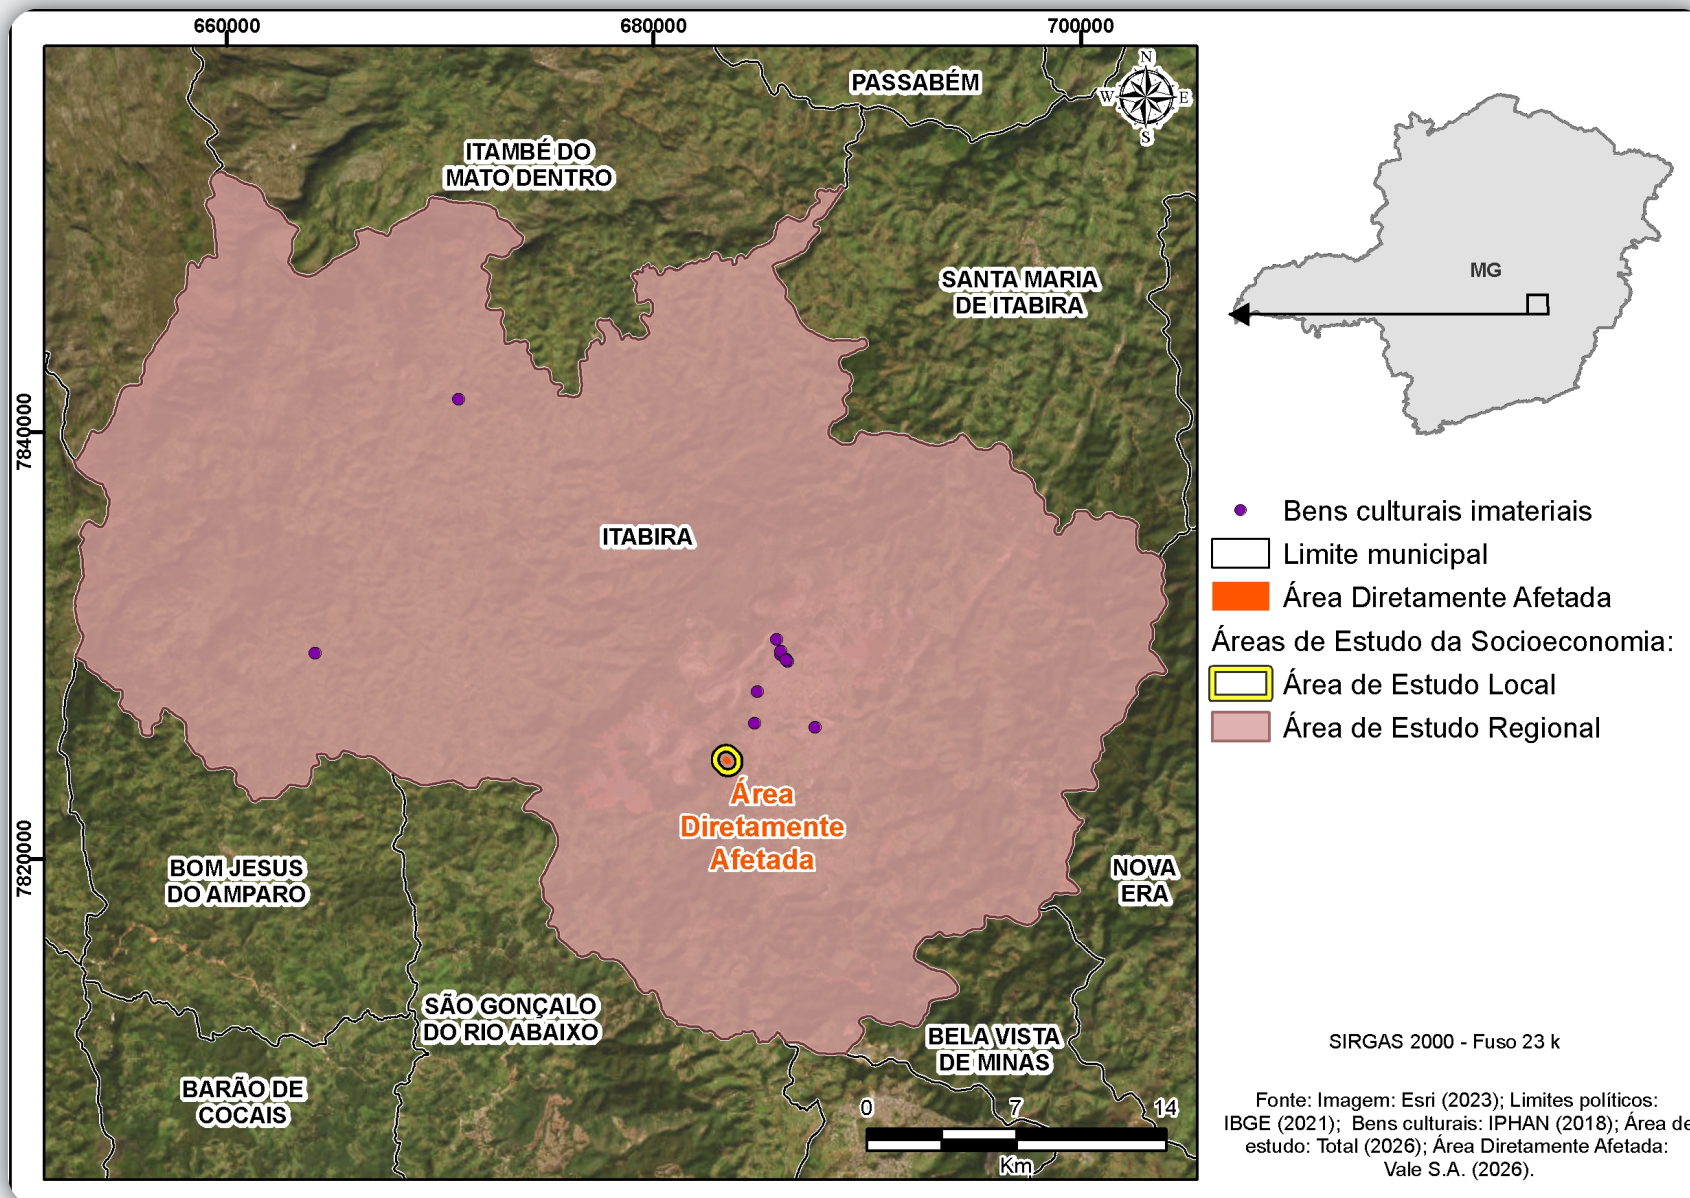 660000
680000
700000
7840000
7820000
N
W
E
S
PASSABÉM
ITAMBÉ DO
MATO DENTRO
SANTA MARIA
DE ITABIRA
ITABIRA
Área
Diretamente
Afetada
BOM JESUS
DO AMPARO
NOVA
ERA
SÃO GONÇALO
DO RIO ABAIXO
BELA VISTA
DE MINAS
BARÃO DE
COCAIS
0
7
14
Km
MG
Bens culturais imateriais
Limite municipal
Área Diretamente Afetada
Áreas de Estudo da Socioeconomia:
Área de Estudo Local
Área de Estudo Regional
SIRGAS 2000 - Fuso 23 k
Fonte: Imagem: Esri (2023); Limites políticos:
IBGE (2021); Bens culturais: IPHAN (2018); Área de
estudo: Total (2026); Área Diretamente Afetada:
Vale S.A. (2026).